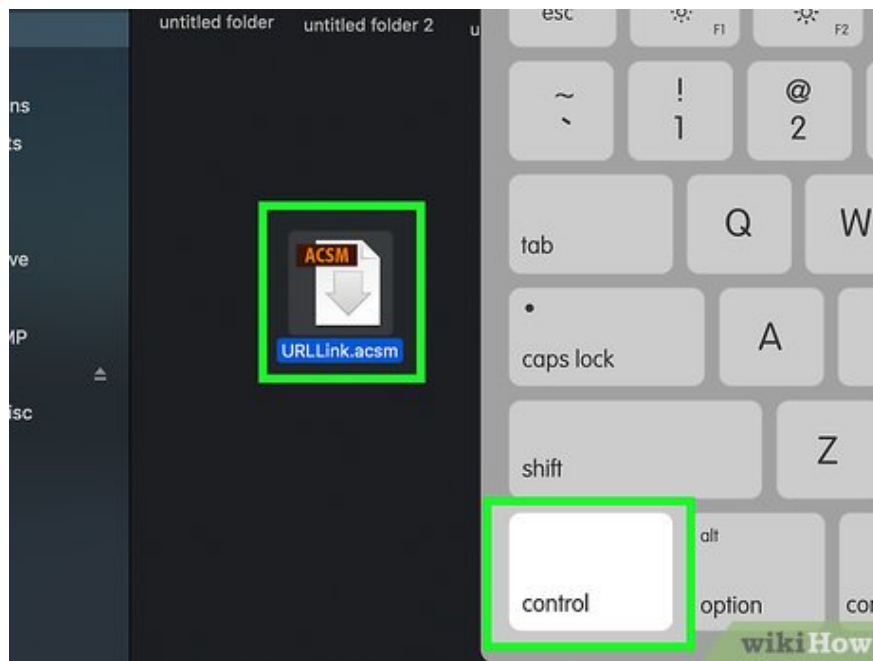 untitled folder
untitled folder 2
u
ns
ts
ve
MP
isc
ACSM
URLLink.acsm
esc
F1
F2
~
`
!
1
@
2
tab
Q
W
caps lock
A
shift
Z
control
alt
option
cor
wikiHow